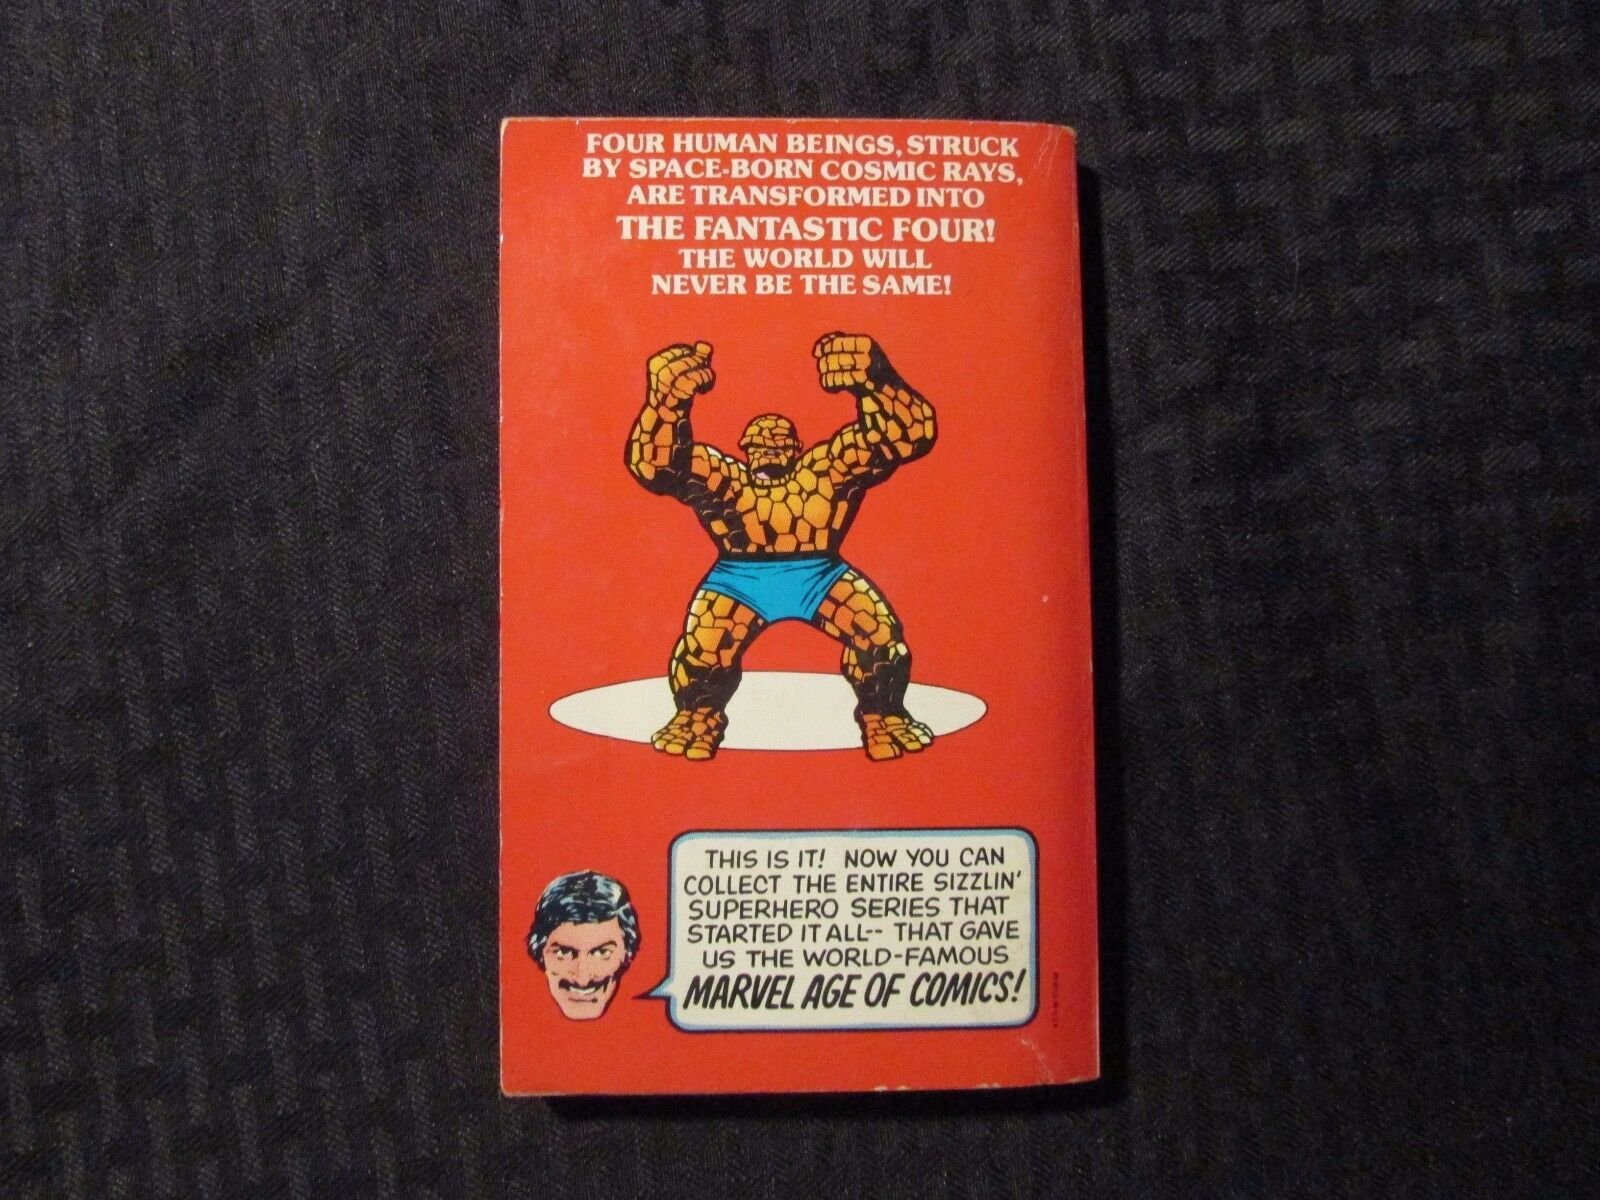 FOUR HUMAN BEINGS, STRUCK
BY SPACE-BORN COSMIC RAYS,
ARE TRANSFORMED INTO
THE FANTASTIC FOUR!
THE WORLD WILL
NEVER BE THE SAME!
THIS IS IT! NOW YOU CAN
COLLECT THE ENTIRE SIZZLIN'
SUPERHERO SERIES THAT
STARTED IT ALL-- THAT GAVE
US THE WORLD-FAMOUS
MARVEL AGE OF COMICS!